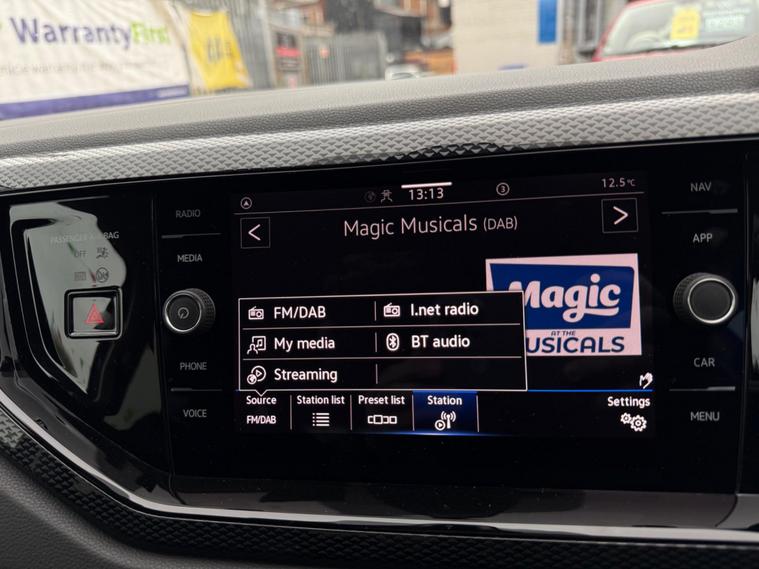 WarrantyFirst
RADIO
MEDIA
PHONE
VOICE
PASSENGER AIRBAG
OFF
13:13
3
12.5°C
Magic Musicals (DAB)
<
>
Magic
AT THE
MUSICALS
FM/DAB
I.net radio
My media
BT audio
Streaming
Source
FM/DAB
Station list
Preset list
Station
Settings
NAV
APP
CAR
MENU